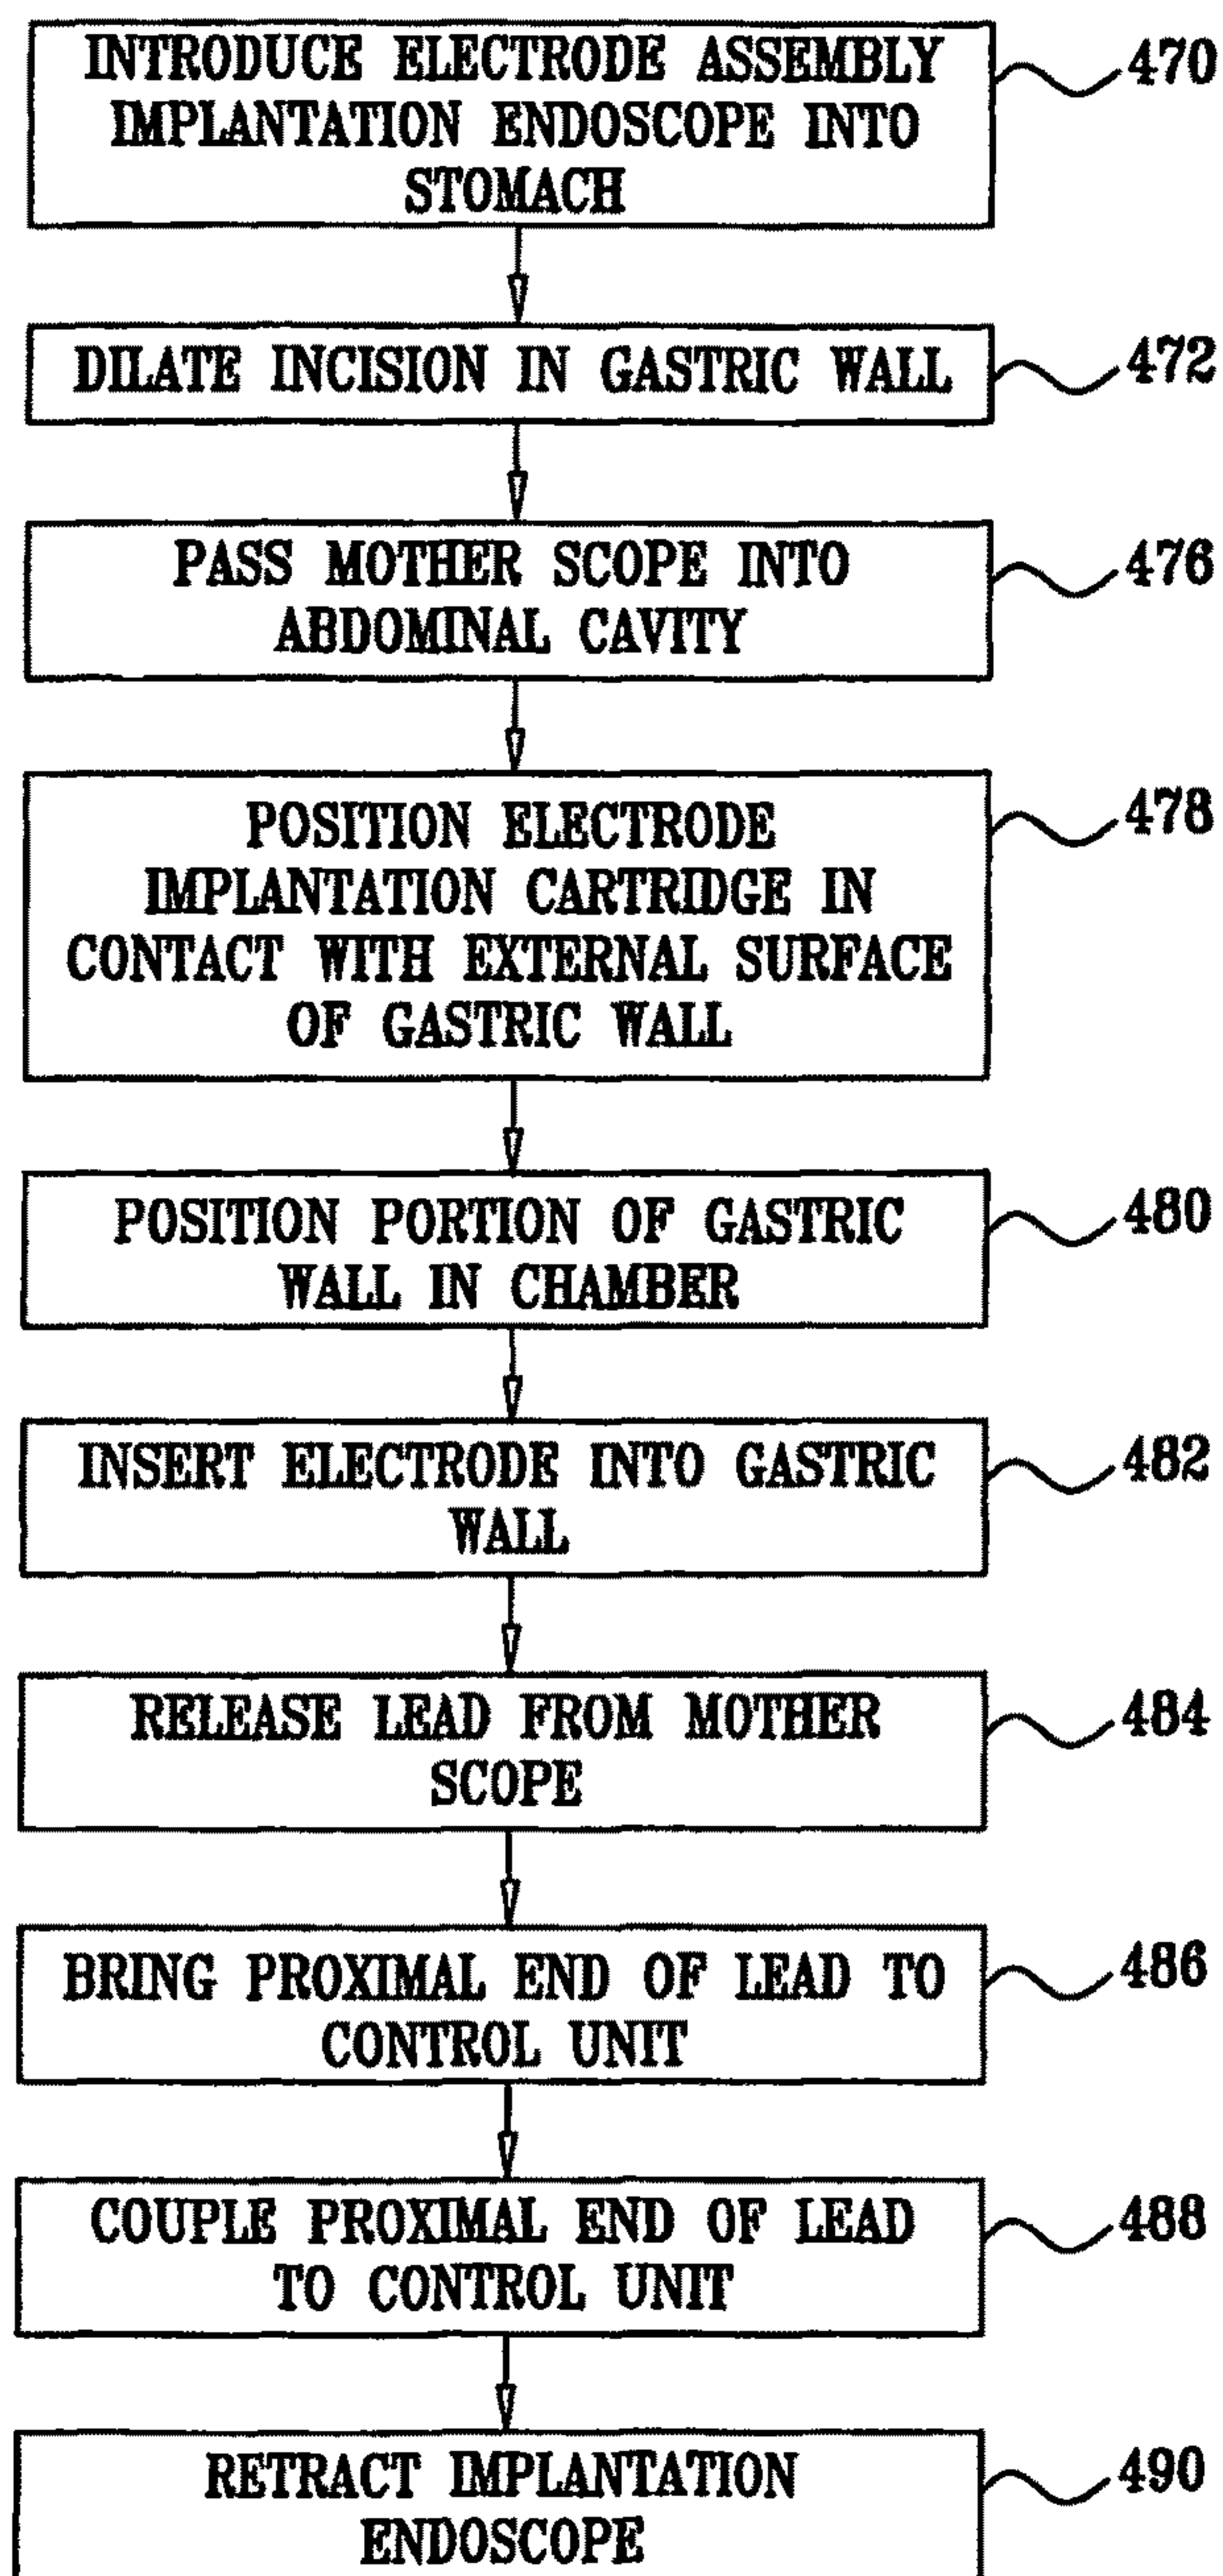 INTRODUCE ELECTRODE ASSEMBLY
IMPLANTATION ENDOSCOPE INTO
STOMACH
470
DILATE INCISION IN GASTRIC WALL
472
PASS MOTHER SCOPE INTO
ABDOMINAL CAVITY
476
POSITION ELECTRODE
IMPLANTATION CARTRIDGE IN
CONTACT WITH EXTERNAL SURFACE
OF GASTRIC WALL
478
POSITION PORTION OF GASTRIC
WALL IN CHAMBER
480
INSERT ELECTRODE INTO GASTRIC
WALL
482
RELEASE LEAD FROM MOTHER
SCOPE
484
BRING PROXIMAL END OF LEAD TO
CONTROL UNIT
486
COUPLE PROXIMAL END OF LEAD
TO CONTROL UNIT
488
RETRACT IMPLANTATION
ENDOSCOPE
490